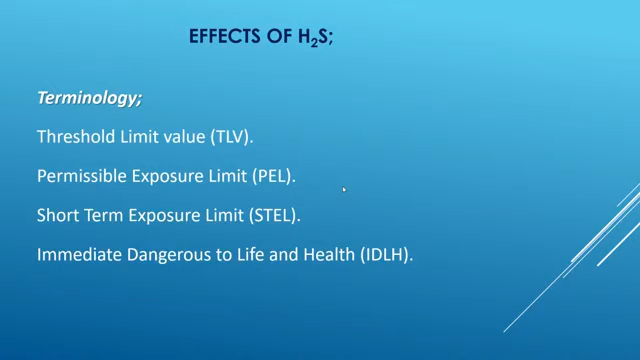 EFFECTS OF H₂S;
Terminology;
Threshold Limit value (TLV).
Permissible Exposure Limit (PEL).
Short Term Exposure Limit (STEL).
Immediate Dangerous to Life and Health (IDLH).